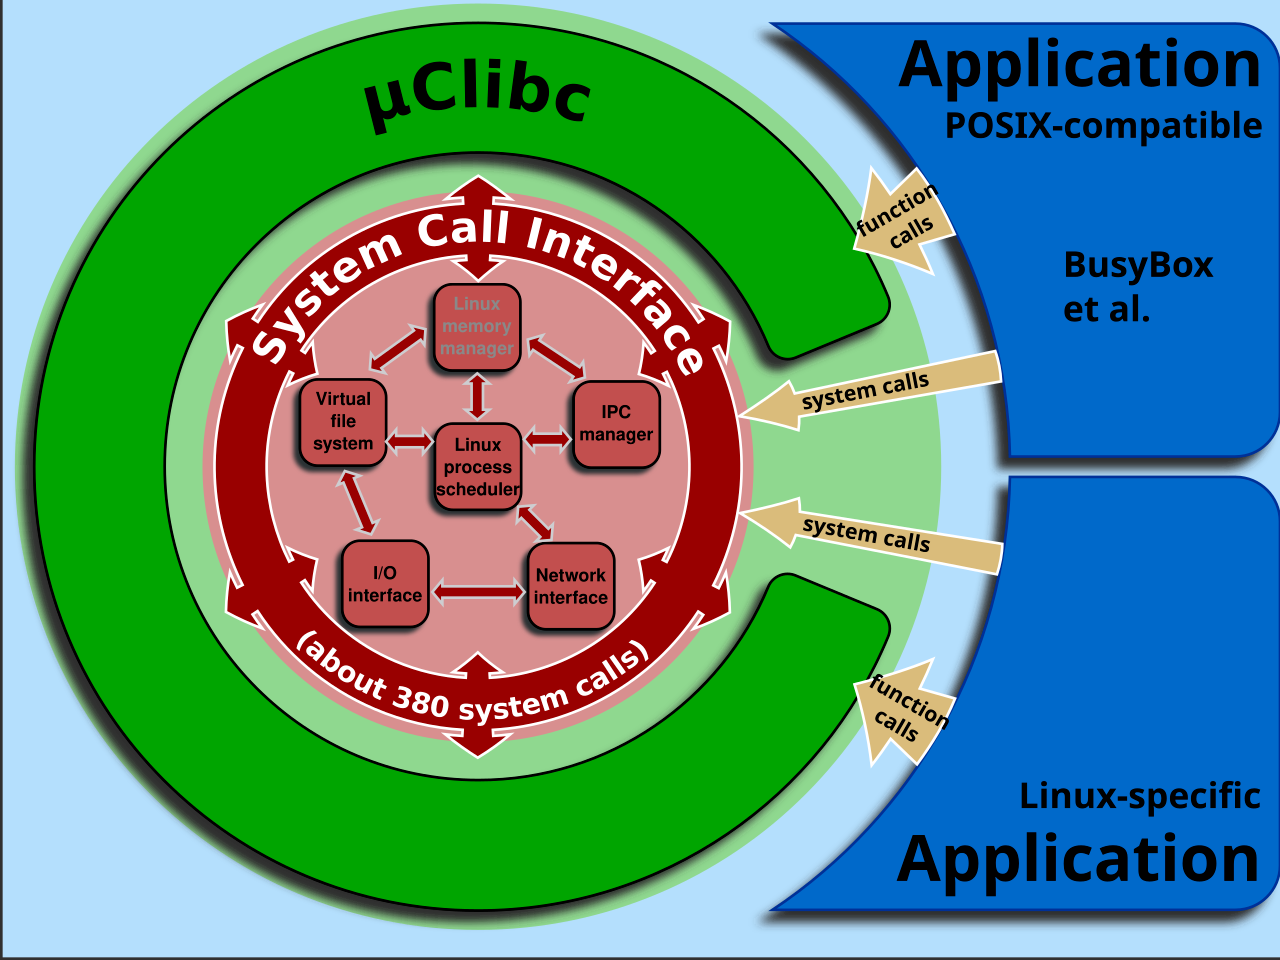 µClibc
System Call Interface
Linux
memory
manager
Virtual
file
system
IPC
manager
Linux
process
scheduler
I/O
interface
Network
interface
(about 380 system calls)
Application
POSIX-compatible
function
calls
BusyBox
et al.
system calls
system calls
function
calls
Linux-specific
Application